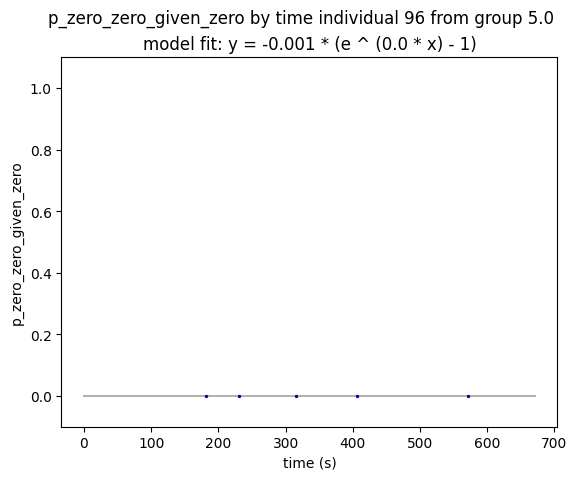 p_zero_zero_given_zero by time individual 96 from group 5.0
model fit: y = -0.001 * (e ^ (0.0 * x) - 1)
1.0
0.8
0.6
0.4
0.2
0.0
p_zero_zero_given_zero
0 100 200 300 400 500 600 700
time (s)